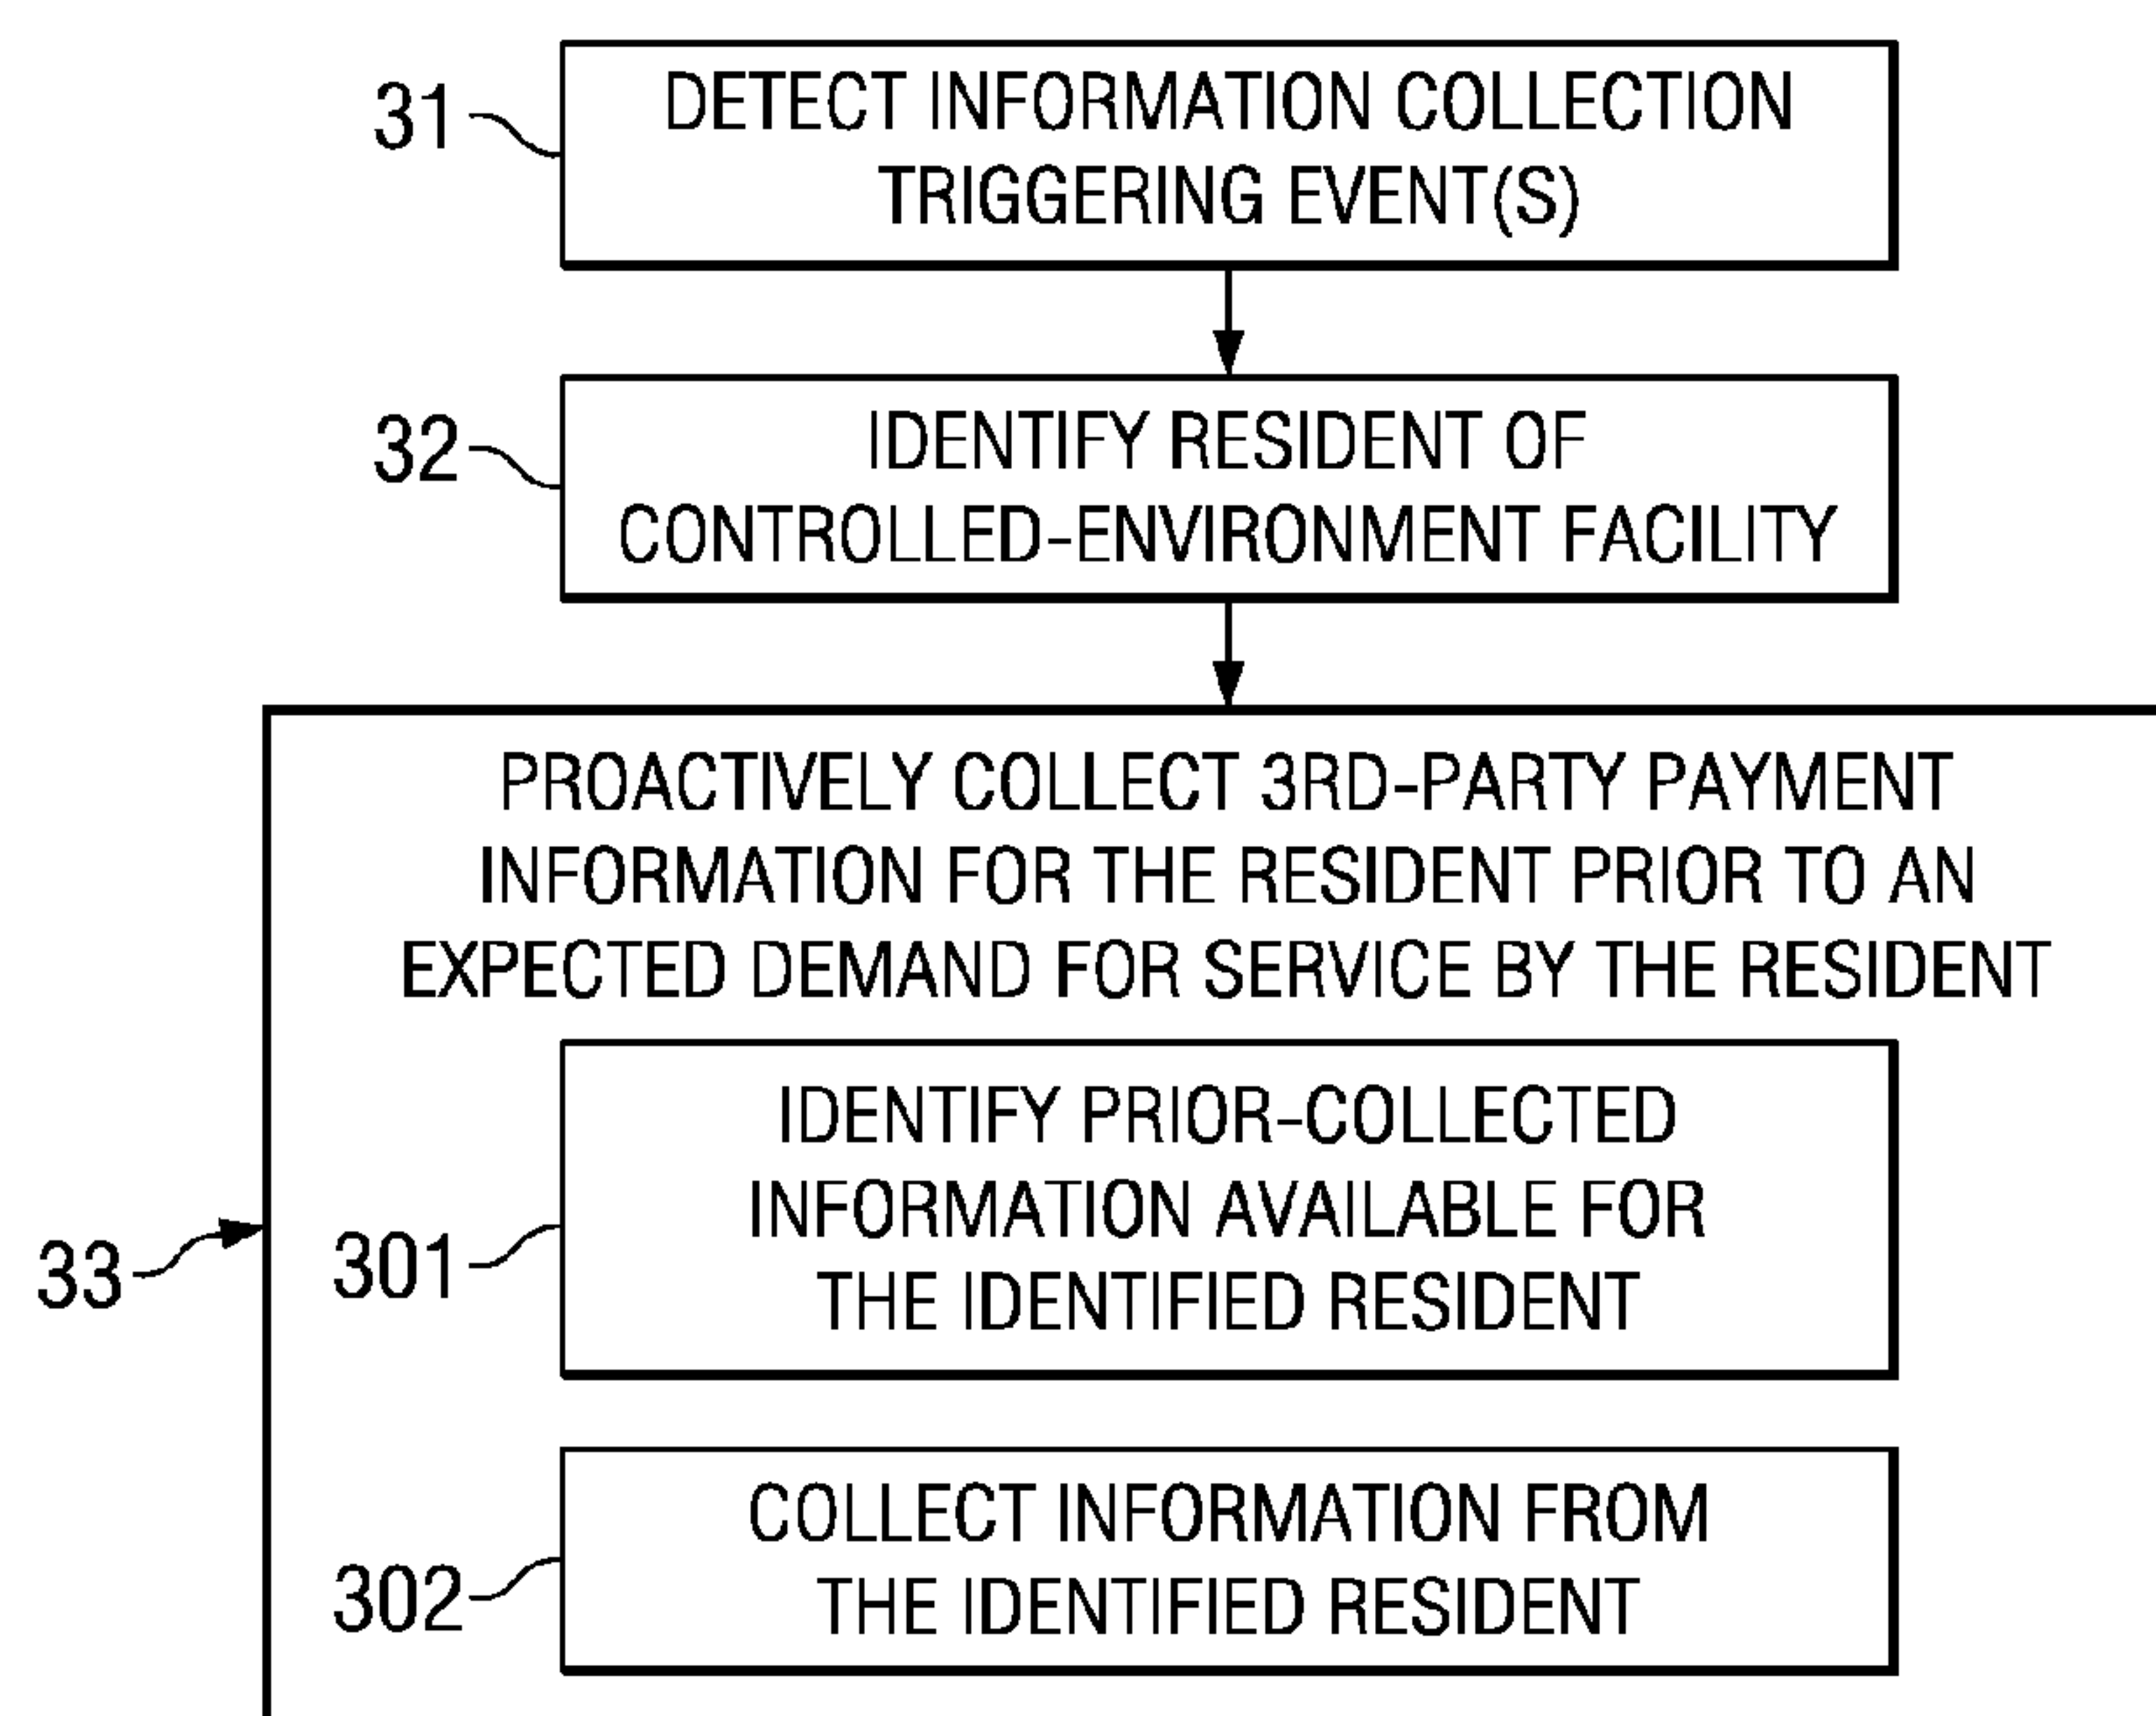 31
DETECT INFORMATION COLLECTION
TRIGGERING EVENT(S)
32
IDENTIFY RESIDENT OF
CONTROLLED-ENVIRONMENT FACILITY
PROACTIVELY COLLECT 3RD-PARTY PAYMENT
INFORMATION FOR THE RESIDENT PRIOR TO AN
EXPECTED DEMAND FOR SERVICE BY THE RESIDENT
33
301
IDENTIFY PRIOR-COLLECTED
INFORMATION AVAILABLE FOR
THE IDENTIFIED RESIDENT
302
COLLECT INFORMATION FROM
THE IDENTIFIED RESIDENT